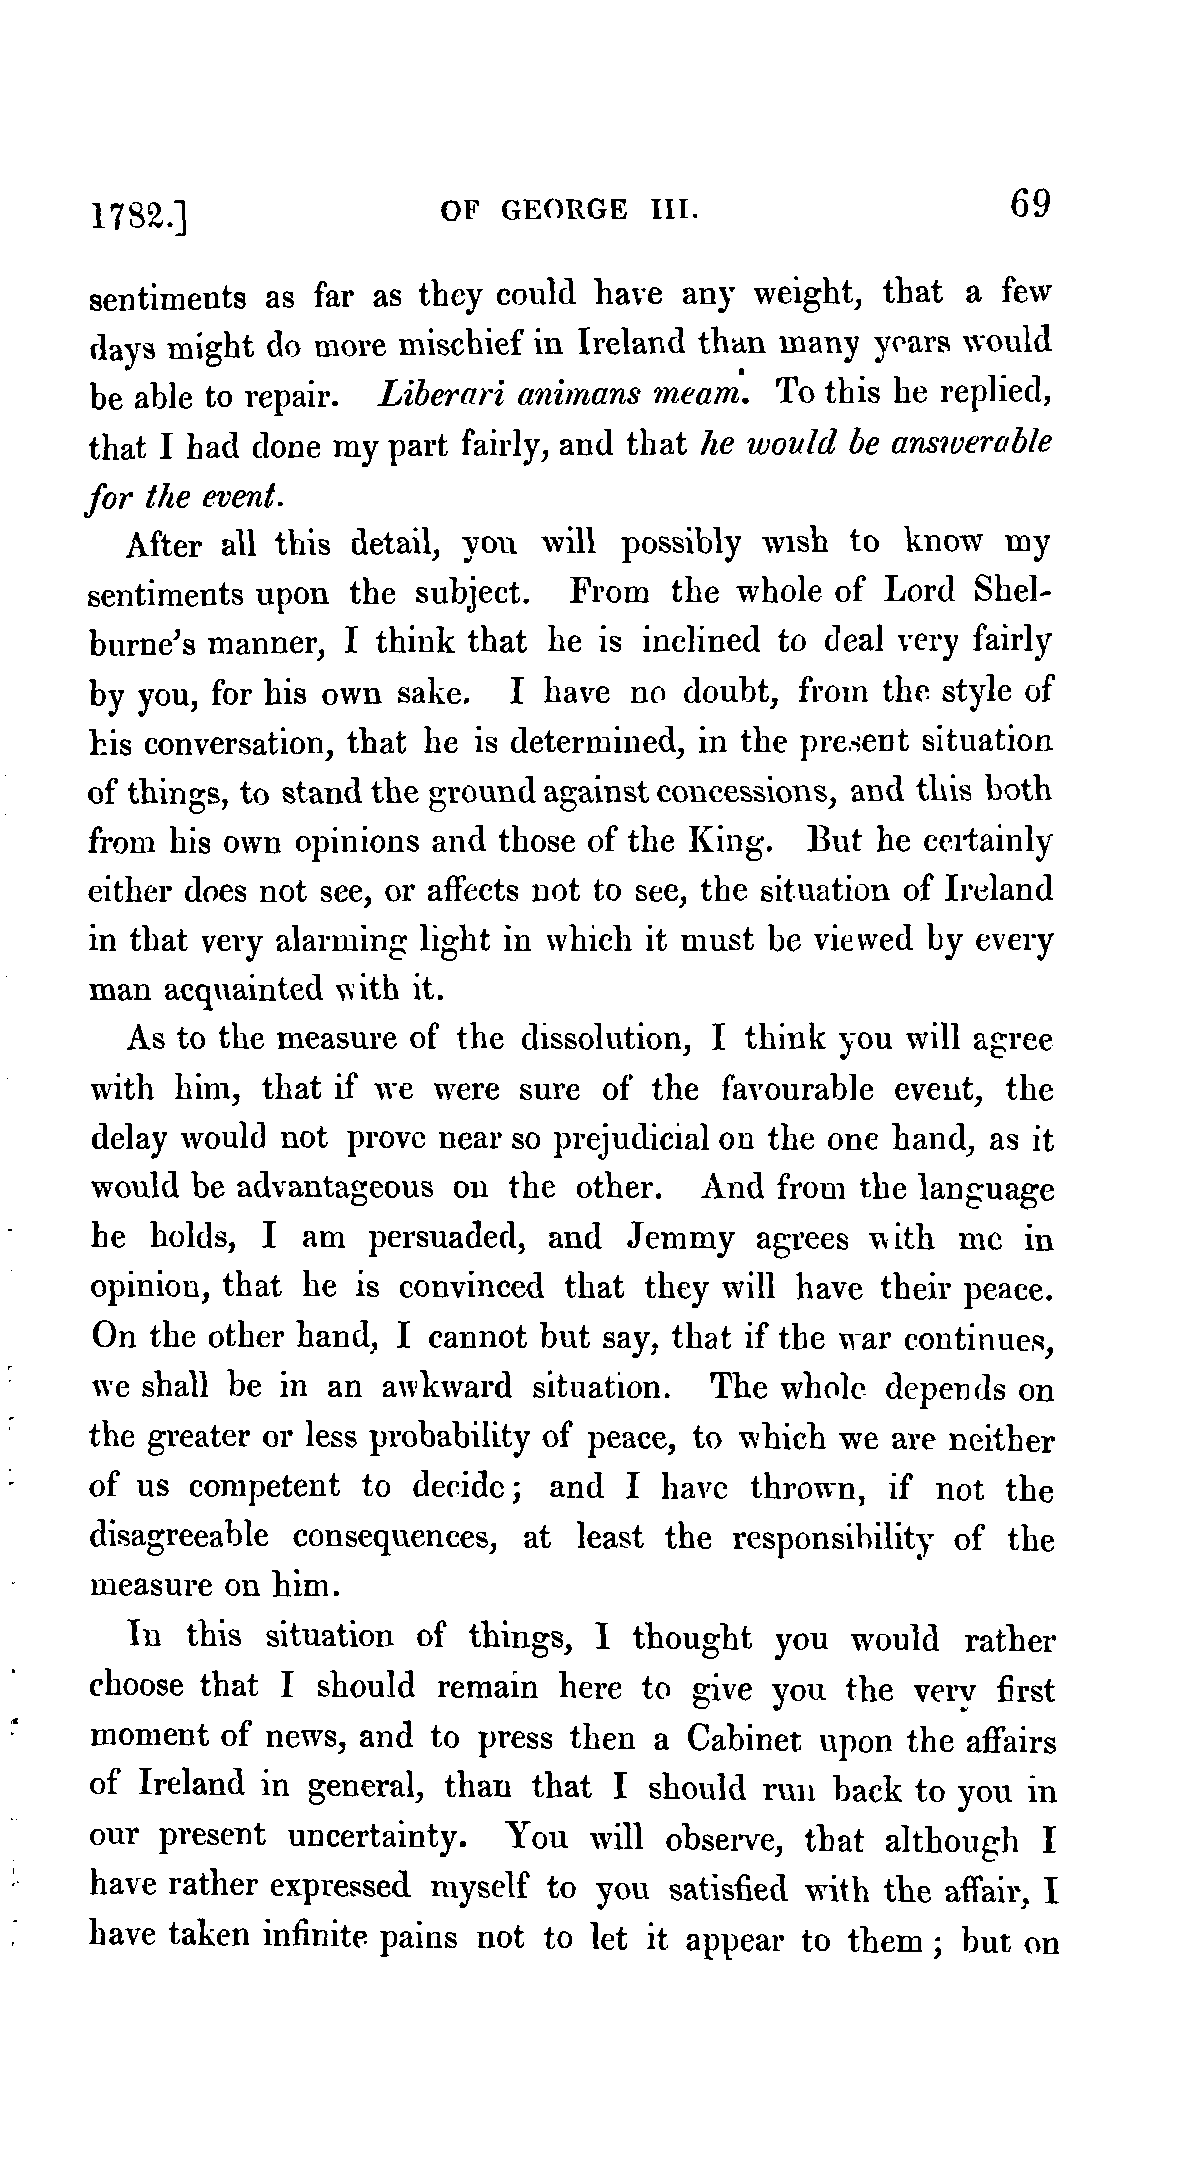 1782.] OF GEORGE III. 69
sentiments as far as they could have any weight, that a few
days might do more mischief in Ireland than many years would
be able to repair. Liberari animans meam. To this he replied,
that I had done my part fairly, and that he would be answerable
for the event.
After all this detail, you will possibly wish to know my
sentiments upon the subject. From the whole of Lord Shel-
burne's manner, I think that he is inclined to deal very fairly
by you, for his own sake. I have no doubt, from the style of
his conversation, that he is determined, in the present situation
of things, to stand the ground against concessions, and this both
from his own opinions and those of the King. But he certainly
either does not see, or affects not to see, the situation of Ireland
in that very alarming light in which it must be viewed by every
man acquainted with it.
As to the measure of the dissolution, I think you will agree
with him, that if we were sure of the favourable event, the
delay would not prove near so prejudicial on the one hand, as it
would be advantageous on the other. And from the language
he holds, I am persuaded, and Jemmy agrees with me in
opinion, that he is convinced that they will have their peace.
On the other hand, I cannot but say, that if the war continues,
we shall be in an awkward situation. The whole depends on
the greater or less probability of peace, to which we are neither
of us competent to decide; and I have thrown, if not the
disagreeable consequences, at least the responsibility of the
measure on him.
In this situation of things, I thought you would rather
choose that I should remain here to give you the very first
moment of news, and to press then a Cabinet upon the affairs
of Ireland in general, than that I should run back to you in
our present uncertainty. You will observe, that although I
have rather expressed myself to you satisfied with the affair, I
have taken infinite pains not to let it appear to them; but on